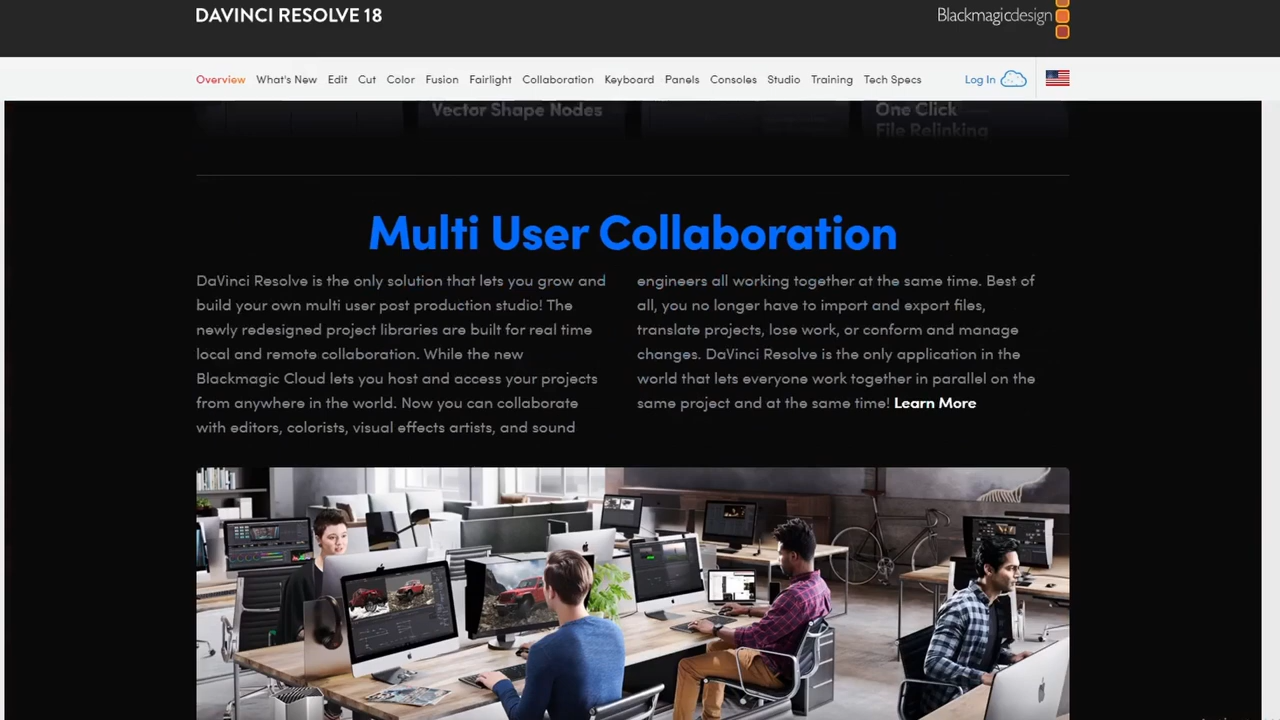 DAVINCI RESOLVE 18
Blackmagicdesign
Overview What's New Edit Cut Color Fusion Fairlight Collaboration Keyboard Panels Consoles Studio Training Tech Specs Log In
Vector Shape Nodes
One Click
File Relinking
Multi User Collaboration
DaVinci Resolve is the only solution that lets you grow and
build your own multi user post production studio! The
newly redesigned project libraries are built for real time
local and remote collaboration. While the new
Blackmagic Cloud lets you host and access your projects
from anywhere in the world. Now you can collaborate
with editors, colorists, visual effects artists, and sound
engineers all working together at the same time. Best of
all, you no longer have to import and export files,
translate projects, lose work, or conform and manage
changes. DaVinci Resolve is the only application in the
world that lets everyone work together in parallel on the
same project and at the same time! Learn More